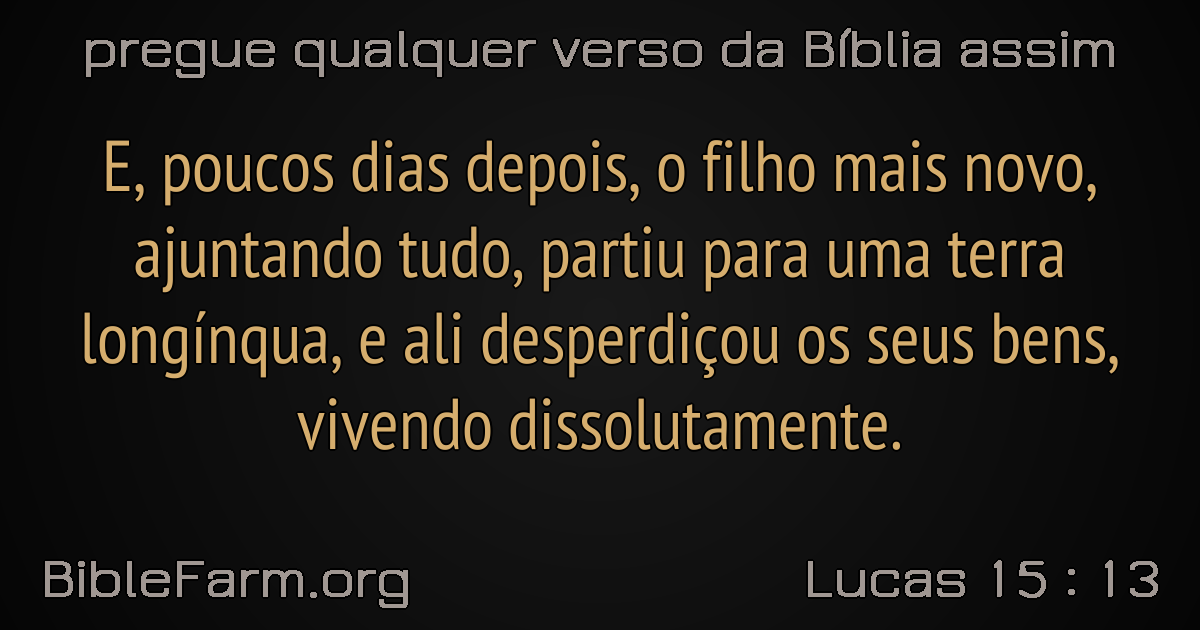 pregue qualquer verso da Bíblia assim
E, poucos dias depois, o filho mais novo,
ajuntando tudo, partiu para uma terra
longínqua, e ali desperdiçou os seus bens,
vivendo dissolutamente.
BibleFarm.org
Lucas 15 : 13